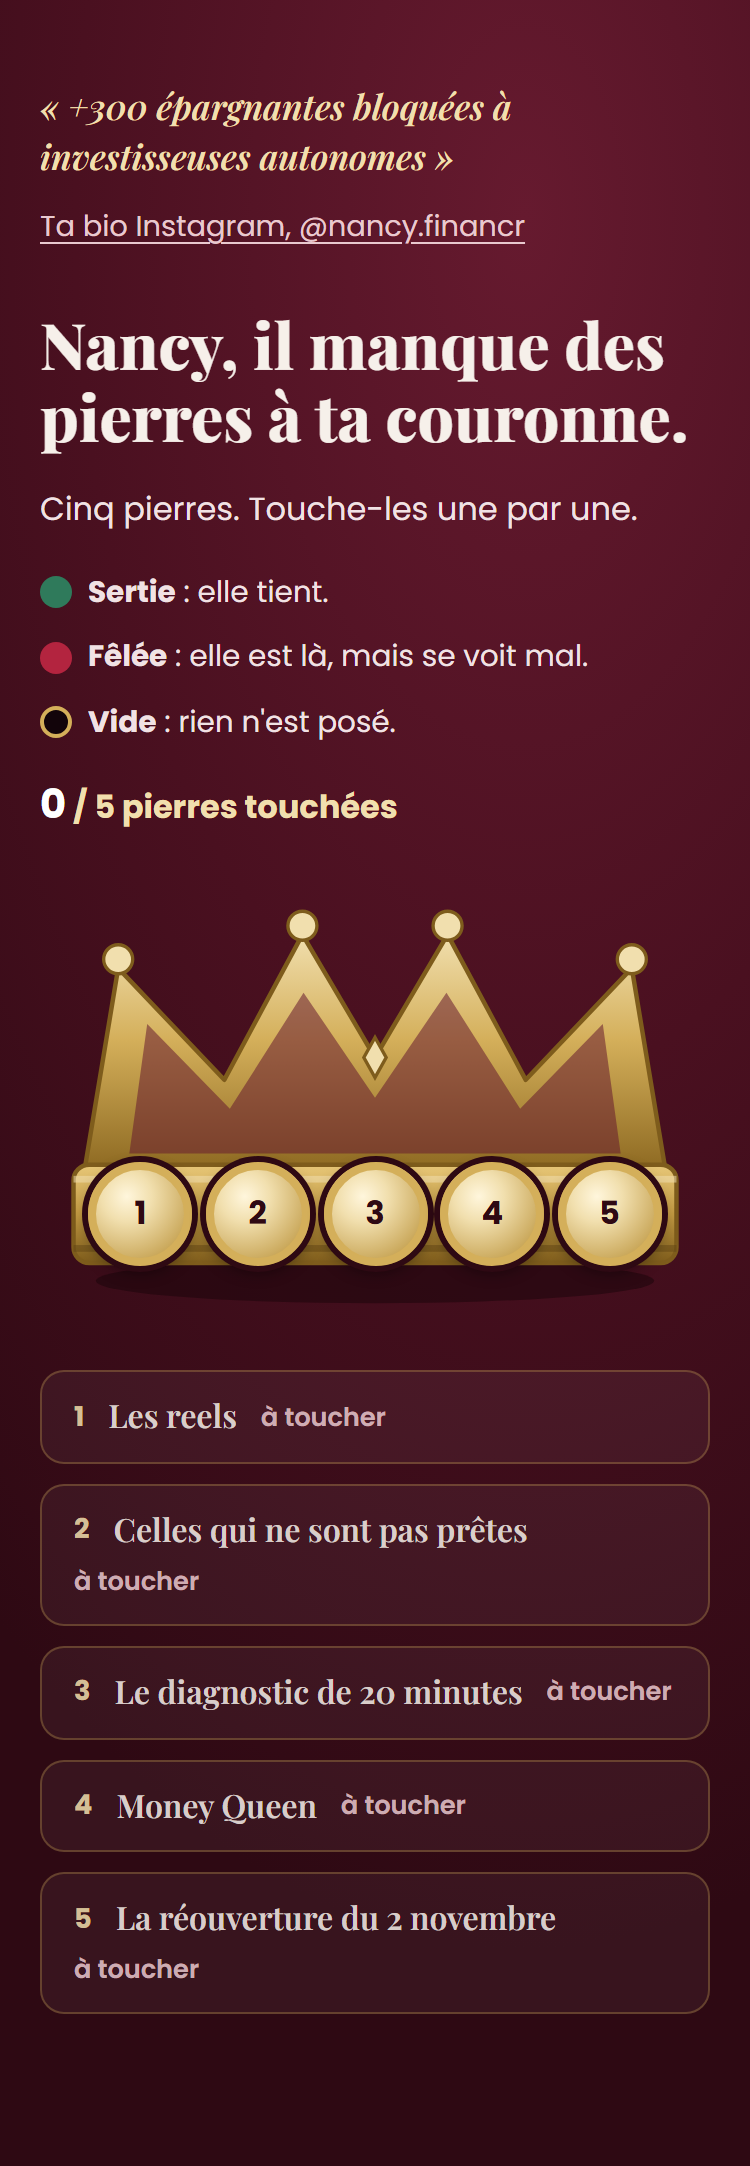 « +300 épargnantes bloquées à
investisseuses autonomes »
Ta bio Instagram, @nancy.financr
Nancy, il manque des
pierres à ta couronne.
Cinq pierres. Touche-les une par une.
Sertie : elle tient.
Fêlée : elle est là, mais se voit mal.
Vide : rien n'est posé.
0 / 5 pierres touchées
1 2 3 4 5
1 Les reels à toucher
2 Celles qui ne sont pas prêtes
à toucher
3 Le diagnostic de 20 minutes à toucher
4 Money Queen à toucher
5 La réouverture du 2 novembre
à toucher